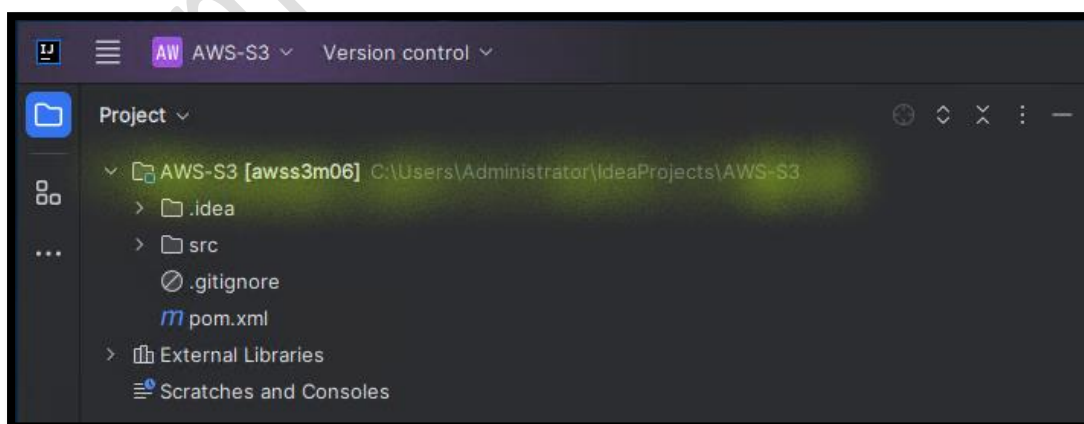 AW AWS-S3 Version control
Project
AWS-S3 [awss3m06] C:\Users\Administrator\IdeaProjects\AWS-S3
.idea
src
.gitignore
m pom.xml
External Libraries
Scratches and Consoles